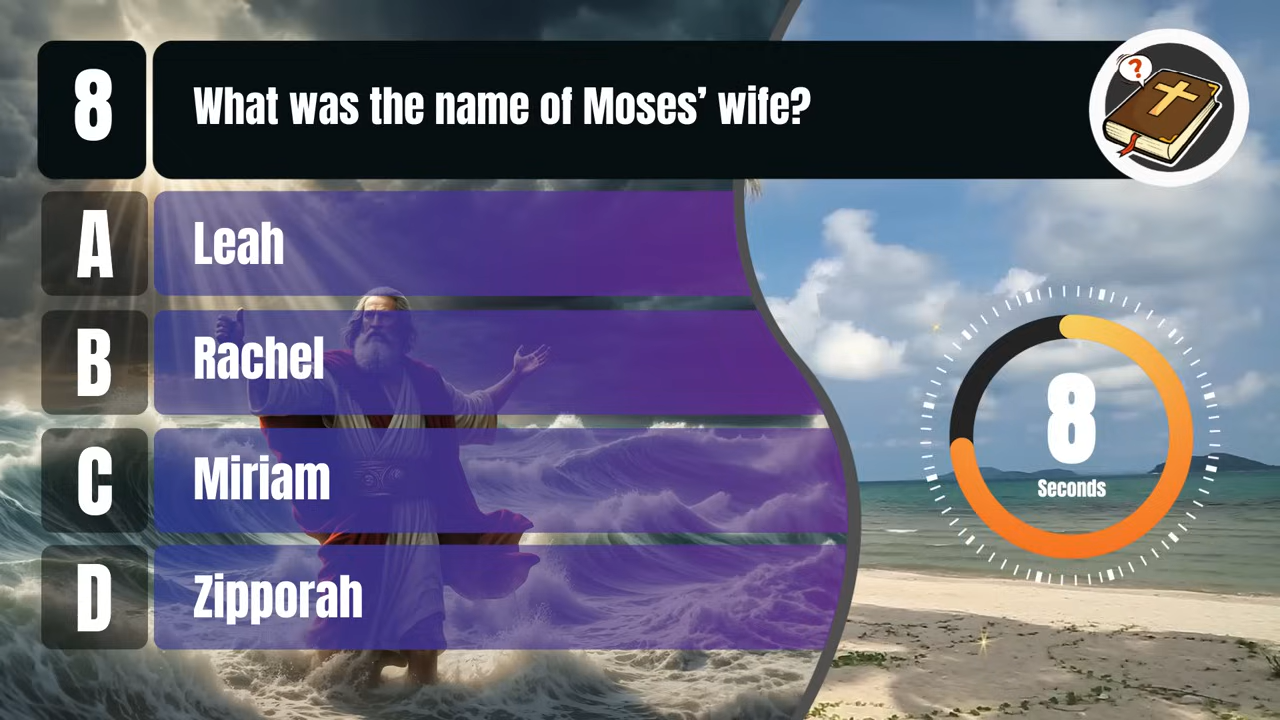 8
What was the name of Moses’ wife?
?
A
Leah
B
Rachel
C
Miriam
D
Zipporah
8
Seconds